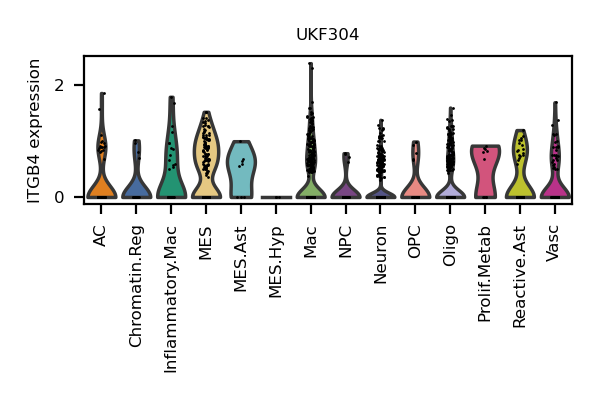 UKF304
ITGB4 expression
2
0
AC
Chromatin.Reg
Inflammatory.Mac
MES
MES.Ast
MES.Hyp
Mac
NPC
Neuron
OPC
Oligo
Prolif.Metab
Reactive.Ast
Vasc